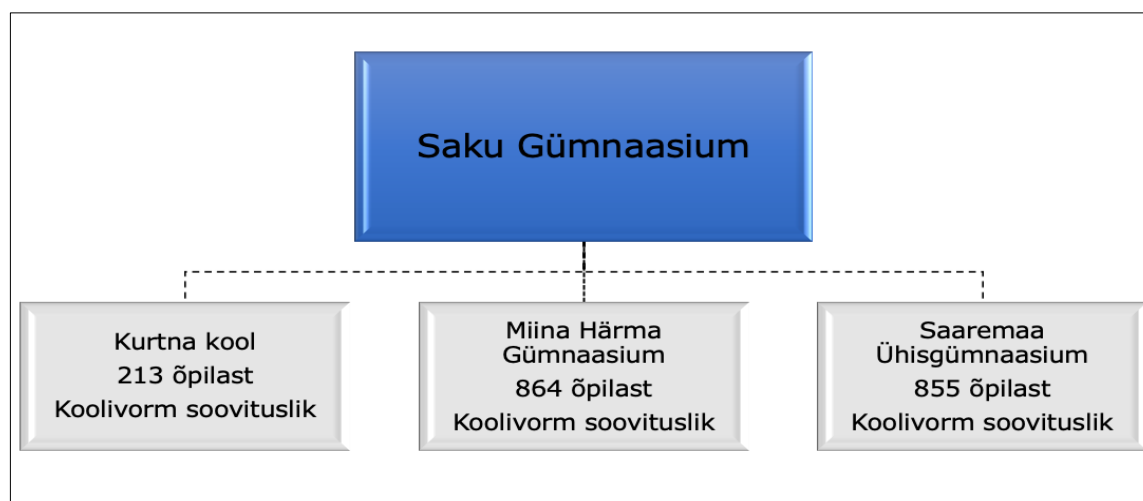 Saku Gümnaasium
Kurtna kool
213 õpilast
Koolivorm soovituslik
Miina Härma
Gümnaasium
864 õpilast
Koolivorm soovituslik
Saaremaa
Ühisgümnaasium
855 õpilast
Koolivorm soovituslik